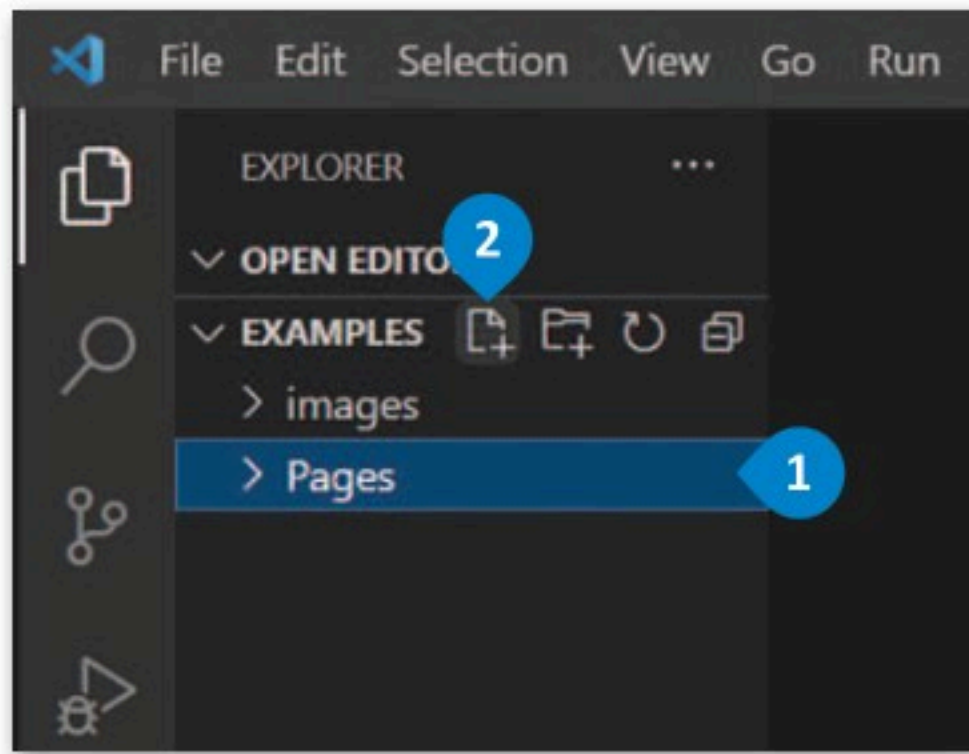 File Edit Selection View Go Run
EXPLORER ...
2
OPEN EDITO
EXAMPLES
images
Pages 1